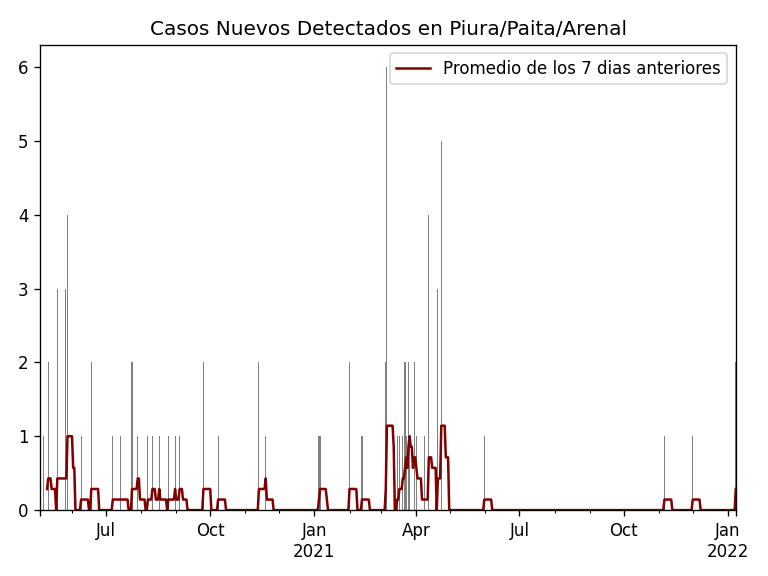 Casos Nuevos Detectados en Piura/Paita/Arenal
Promedio de los 7 dias anteriores
6
5
4
3
2
1
0
Jul
Oct
Jan
2021
Apr
Jul
Oct
Jan
2022